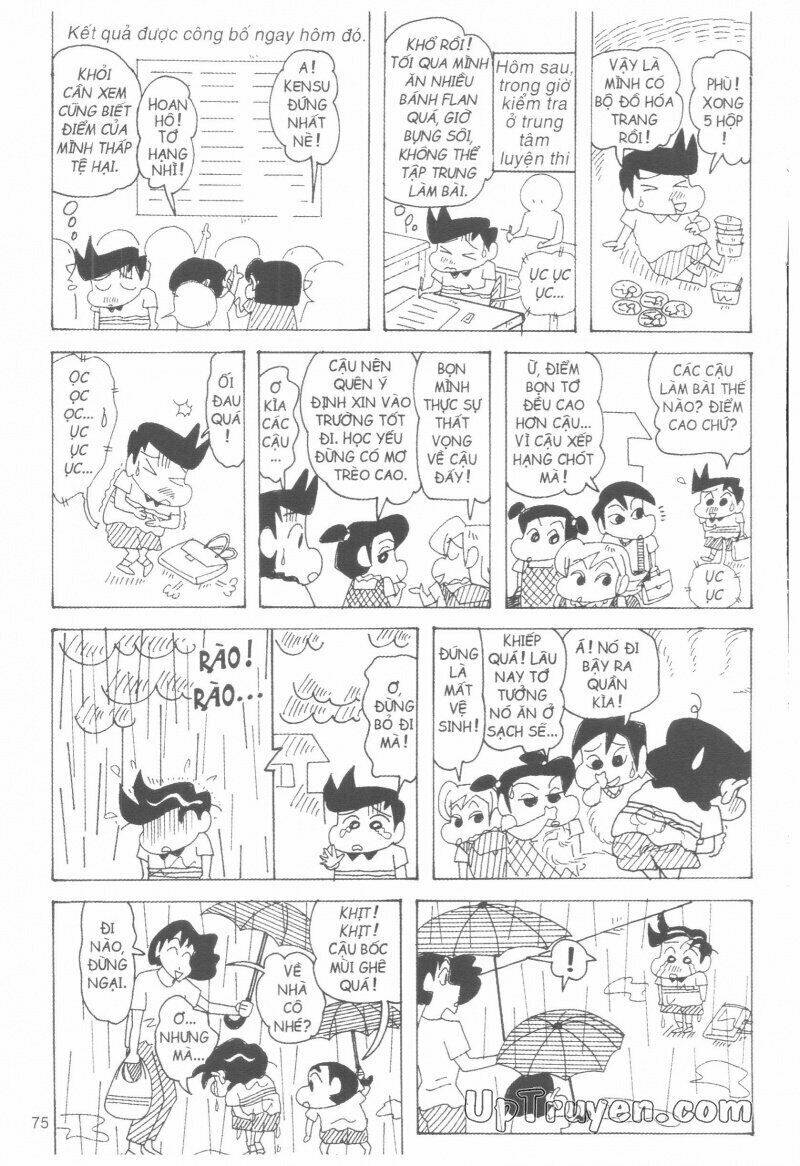 PHÙ!
XONG
5 HỘP!
VẬY LÀ
MÌNH CÓ
BỘ ĐỒ HÓA
TRANG
RỒI!
Hôm sau,
trong giờ
kiểm tra
ở trung
tâm
luyện thi
KHỔ RỒI!
TỐI QUA MÌNH
ĂN NHIỀU
BÁNH FLAN
QUÁ, GIỜ
BỤNG SÔI,
KHÔNG THỂ
TẬP TRUNG
LÀM BÀI.
ỤC ỤC
ỤC...
Kết quả được công bố ngay hôm đó.
A!
KENSU
ĐỨNG
NHẤT
NÈ!
HOAN
HÔ! TỚ
HẠNG
NHÌ!
KHỎI
CẦN XEM
CŨNG BIẾT
ĐIỂM CỦA
MÌNH THẤP
TỆ HẠI.
CÁC CẬU
LÀM BÀI THẾ
NÀO? ĐIỂM
CAO CHỨ?
Ữ, ĐIỂM
BỌN TỚ
ĐỀU CAO
HƠN CẬU...
VÌ CẬU XẾP
HẠNG CHÓT
MÀ!
ỤC
ỤC
BỌN
MÌNH
THỰC SỰ
THẤT
VỌNG
VỀ CẬU
ĐẤY!
CẬU NÊN
QUÊN Ý
ĐỊNH XIN VÀO
TRƯỜNG TỐT
ĐI. HỌC YẾU
ĐỪNG CÓ MƠ
TRÈO CAO.
Ơ
KÌA
CÁC
CẬU
...
ỐI
ĐAU
QUÁ!
ỌC
ỌC
ỌC...
ỤC
ỤC
ỤC...
Á! NÓ ĐI
BẬY RA
QUẦN
KÌA!
KHIẾP
QUÁ! LÂU
NAY TỚ
TƯỞNG
NÓ ĂN Ở
SẠCH SẼ...
ĐÚNG
LÀ
MẤT
VỆ
SINH!
Ơ,
ĐỪNG
BỎ ĐI
MÀ!
RÀO!
RÀO...
!
KHỊT!
KHỊT!
CẬU BỐC
MÙI GHÊ
QUÁ!
VỀ
NHÀ
CÔ
NHÉ?
ĐI
NÀO,
ĐỪNG
NGẠI.
Ơ...
NHƯNG
MÀ...
75
UpTruyen.com